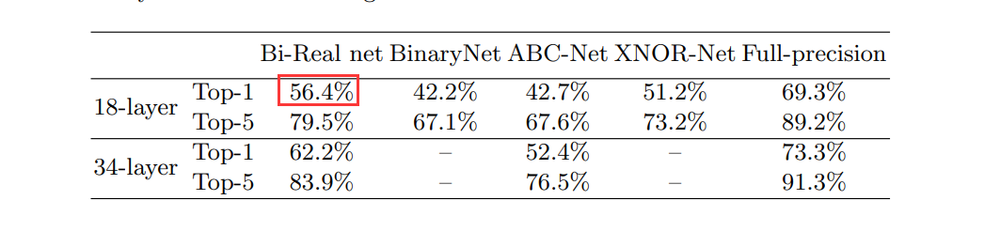 Bi-Real net BinaryNet ABC-Net XNOR-Net Full-precision
18-layer Top-1 56.4% 42.2% 42.7% 51.2% 69.3%
Top-5 79.5% 67.1% 67.6% 73.2% 89.2%
34-layer Top-1 62.2% – 52.4% – 73.3%
Top-5 83.9% – 76.5% – 91.3%